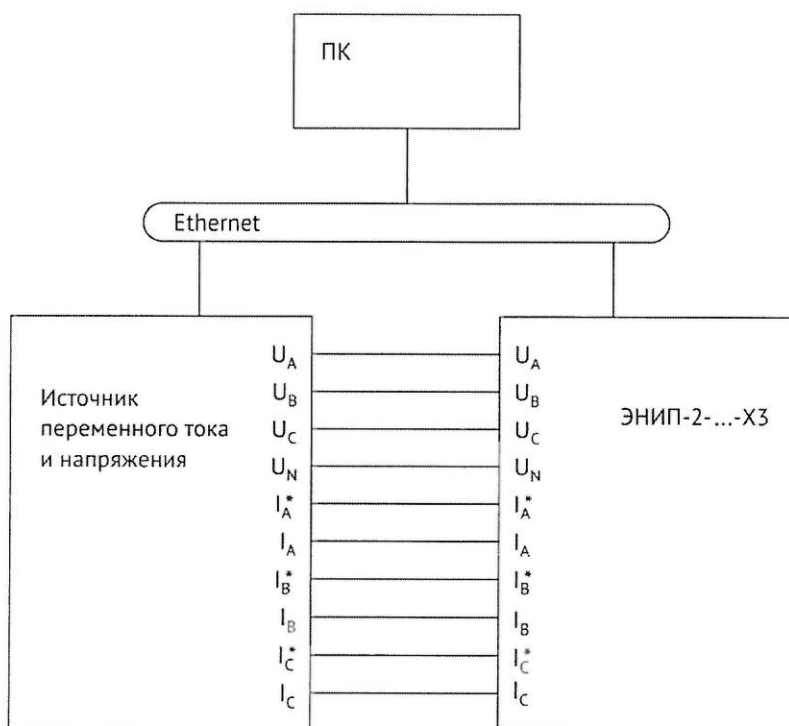 ПК
Ethernet
Источник
переменного тока
и напряжения
U_A
U_B
U_C
U_N
I_A*
I_A
I_B*
I_B
I_C*
I_C
U_A
U_B
U_C
U_N
I_A*
I_A
I_B*
I_B
I_C*
I_C
ЭНИП-2-...-X3